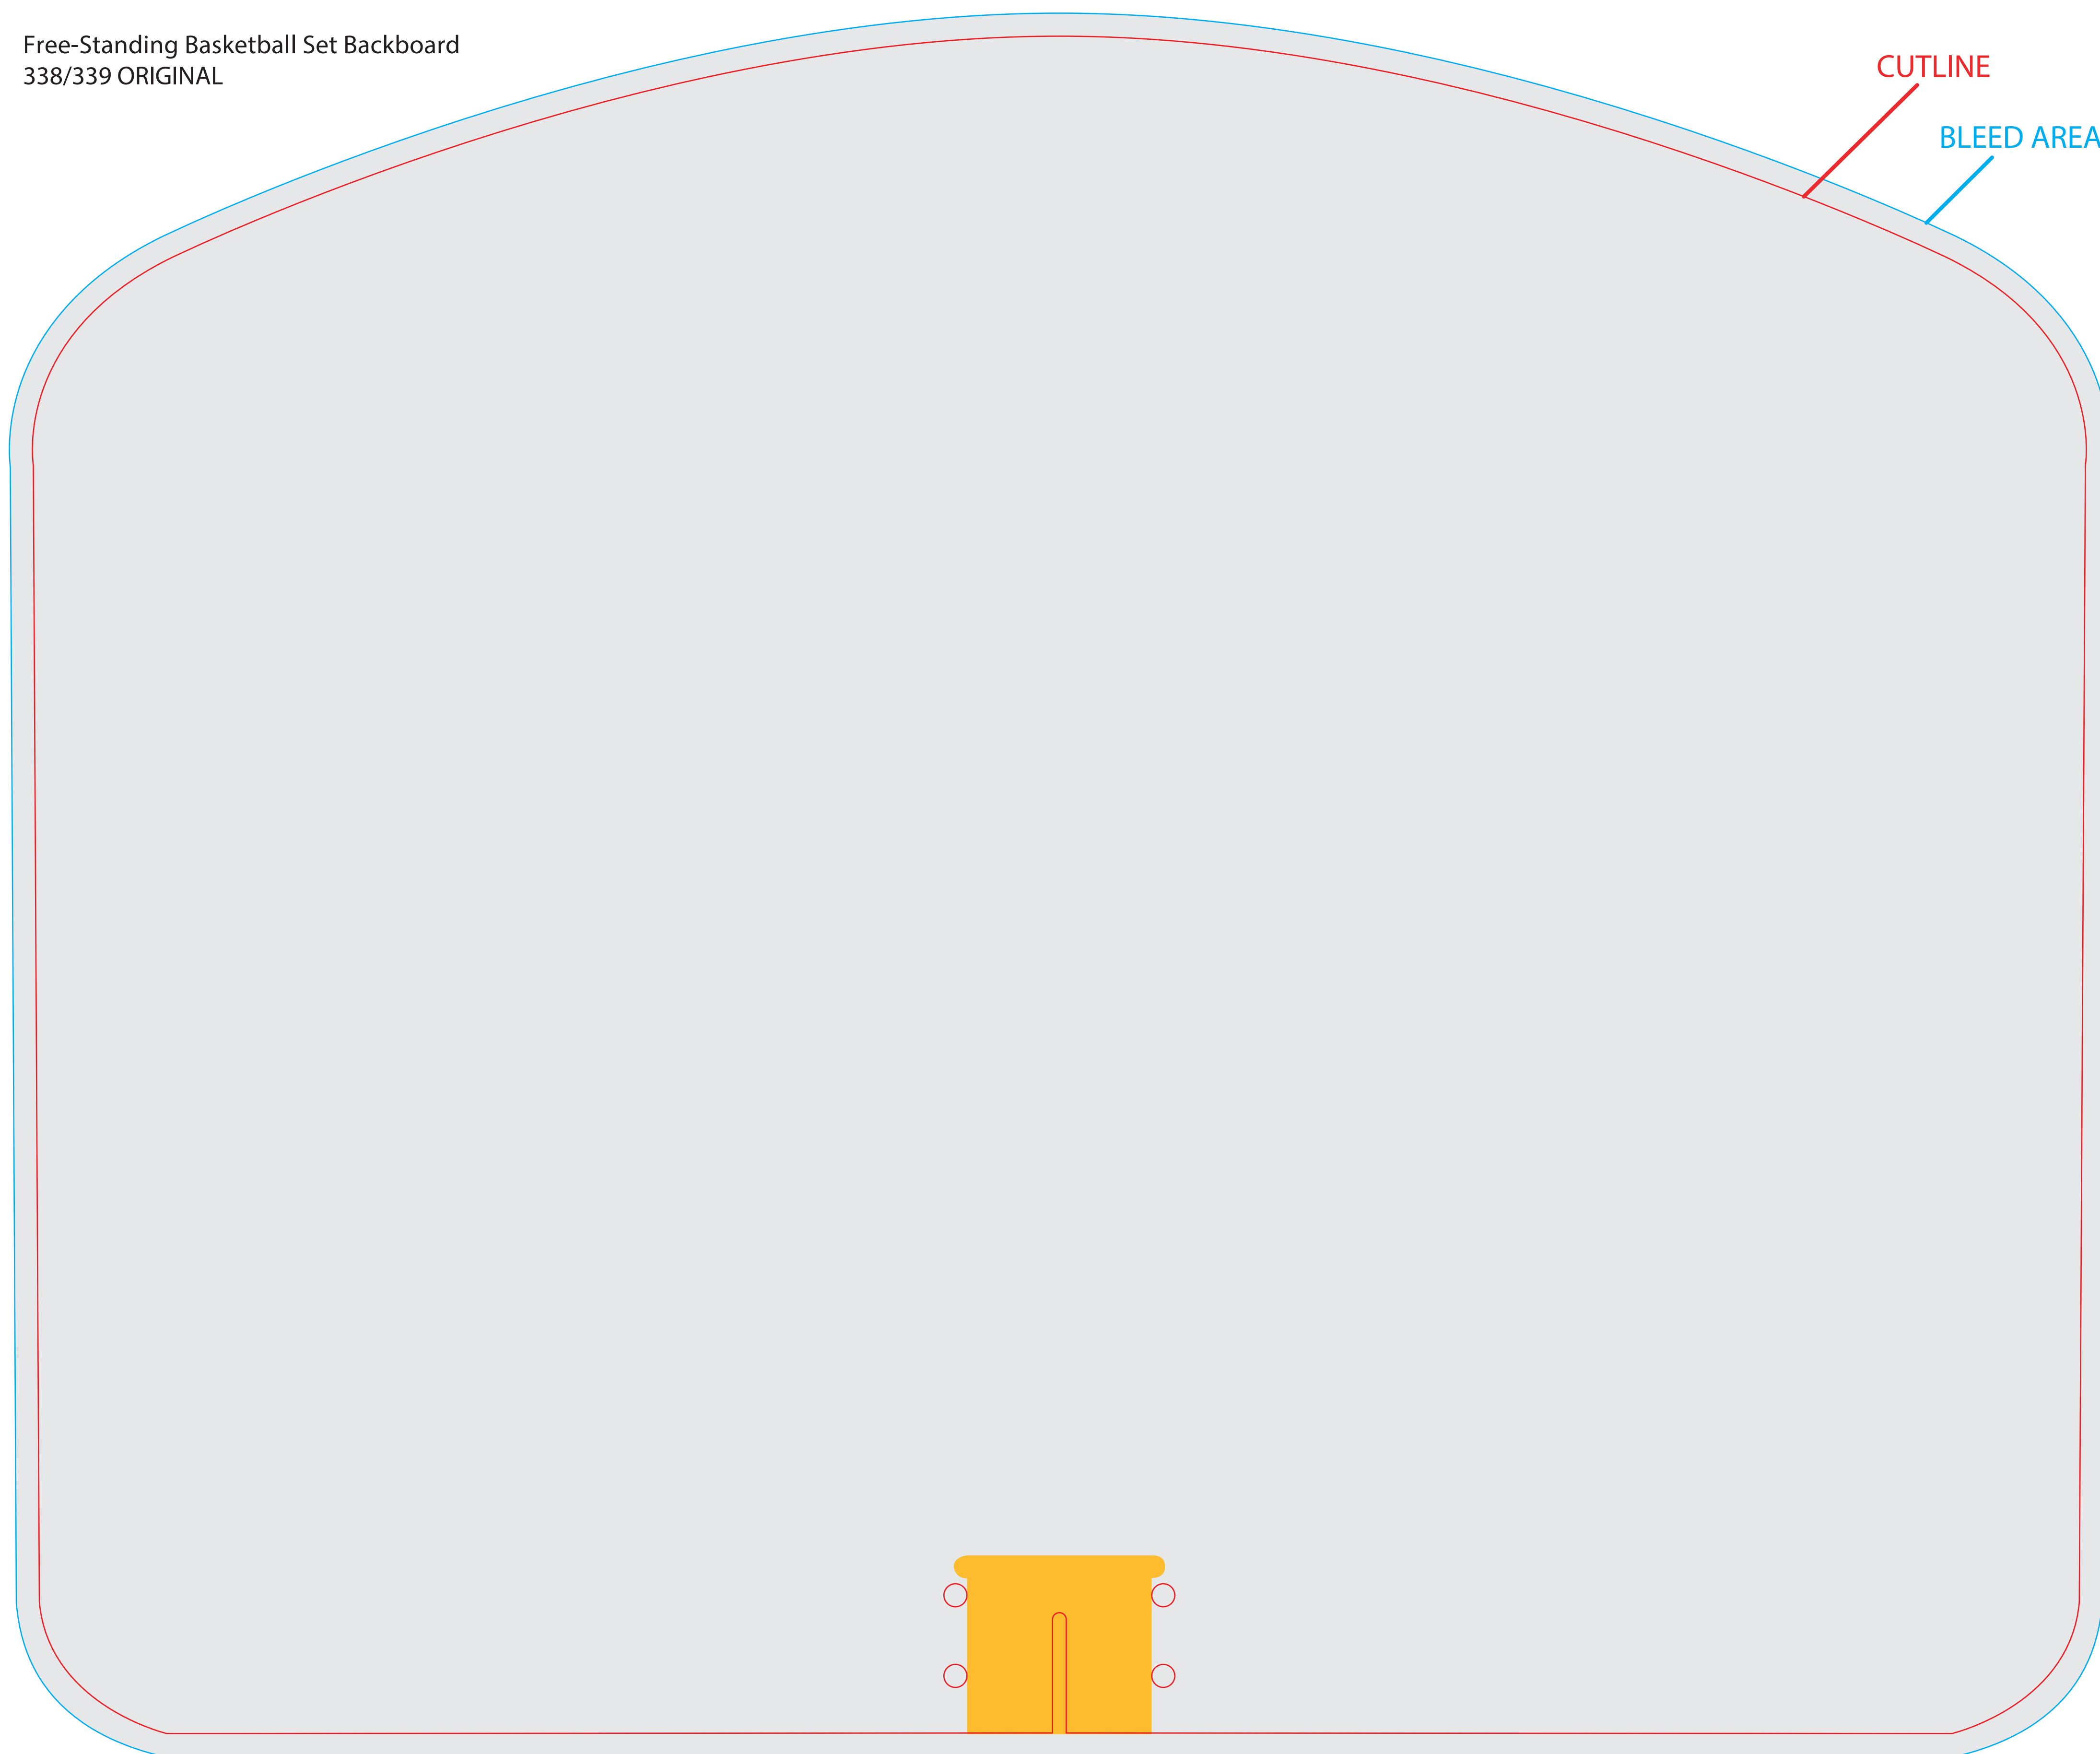 Free-Standing Basketball Set Backboard
338/339 ORIGINAL
CUTLINE
BLEED AREA